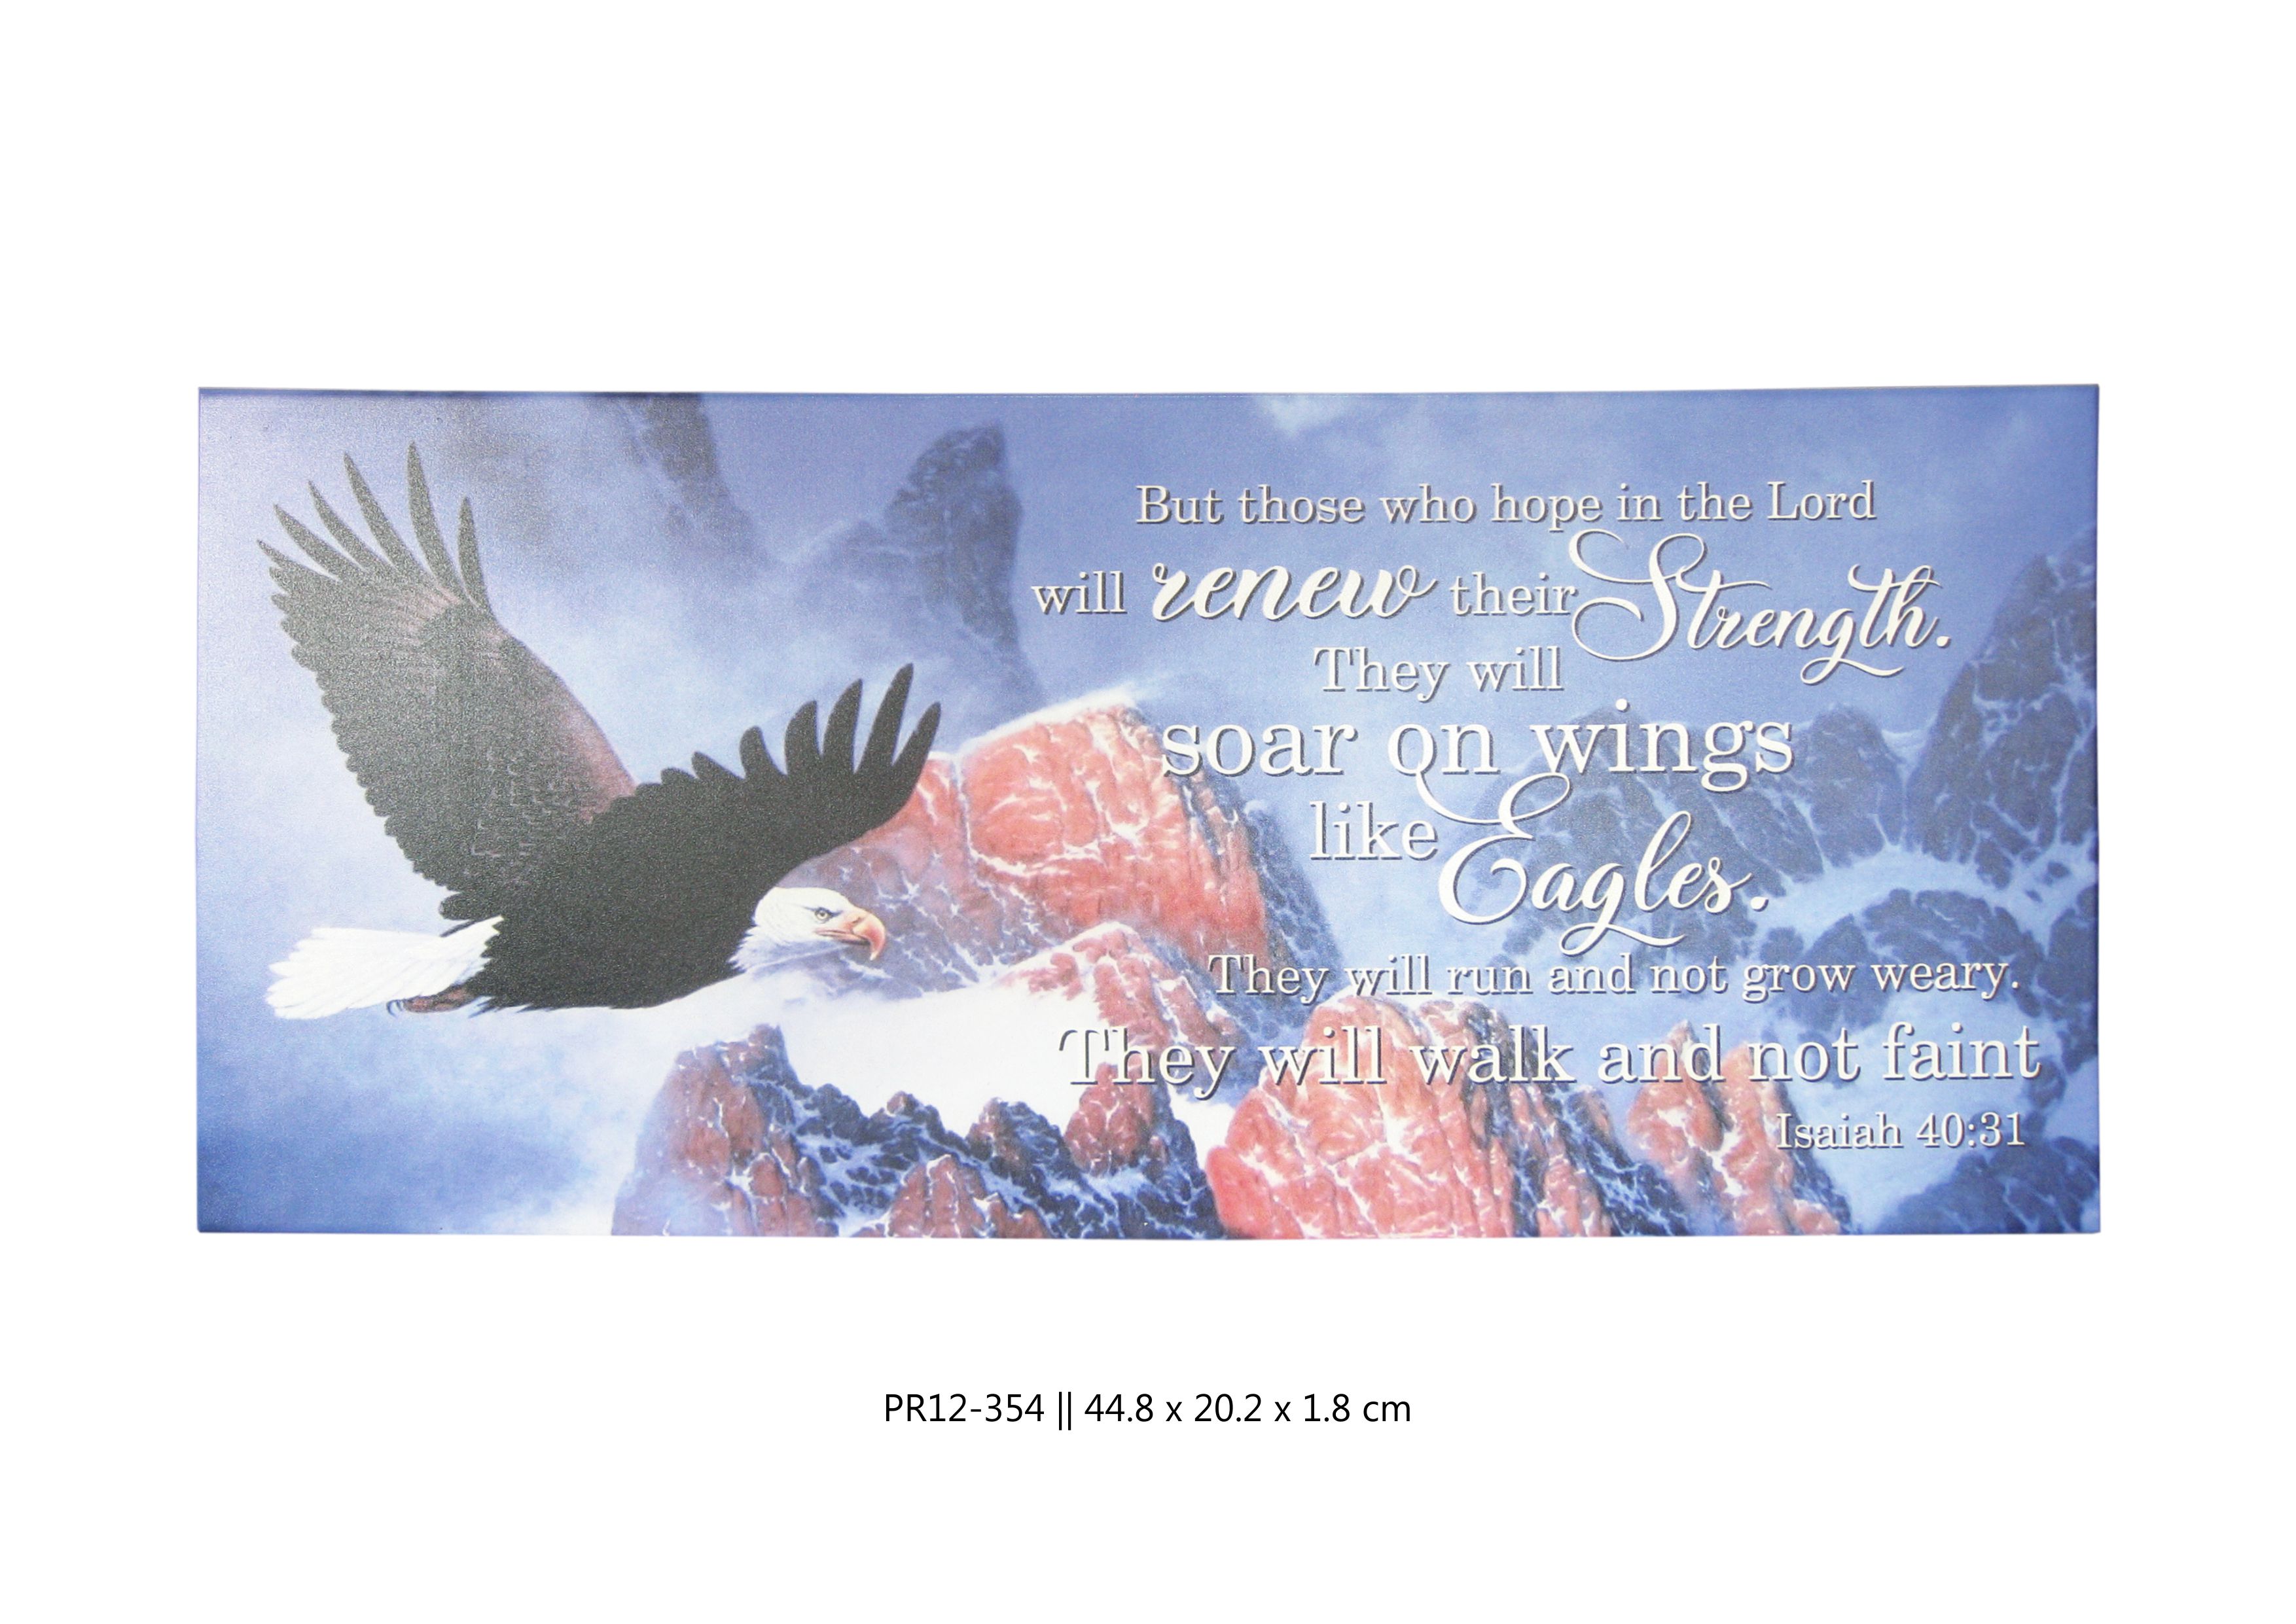 But those who hope in the Lord
will renew their Strength.
They will
soar on wings
like Eagles.
They will run and not grow weary.
They will walk and not faint
Isaiah 40:31
PR12-354 || 44.8 x 20.2 x 1.8 cm